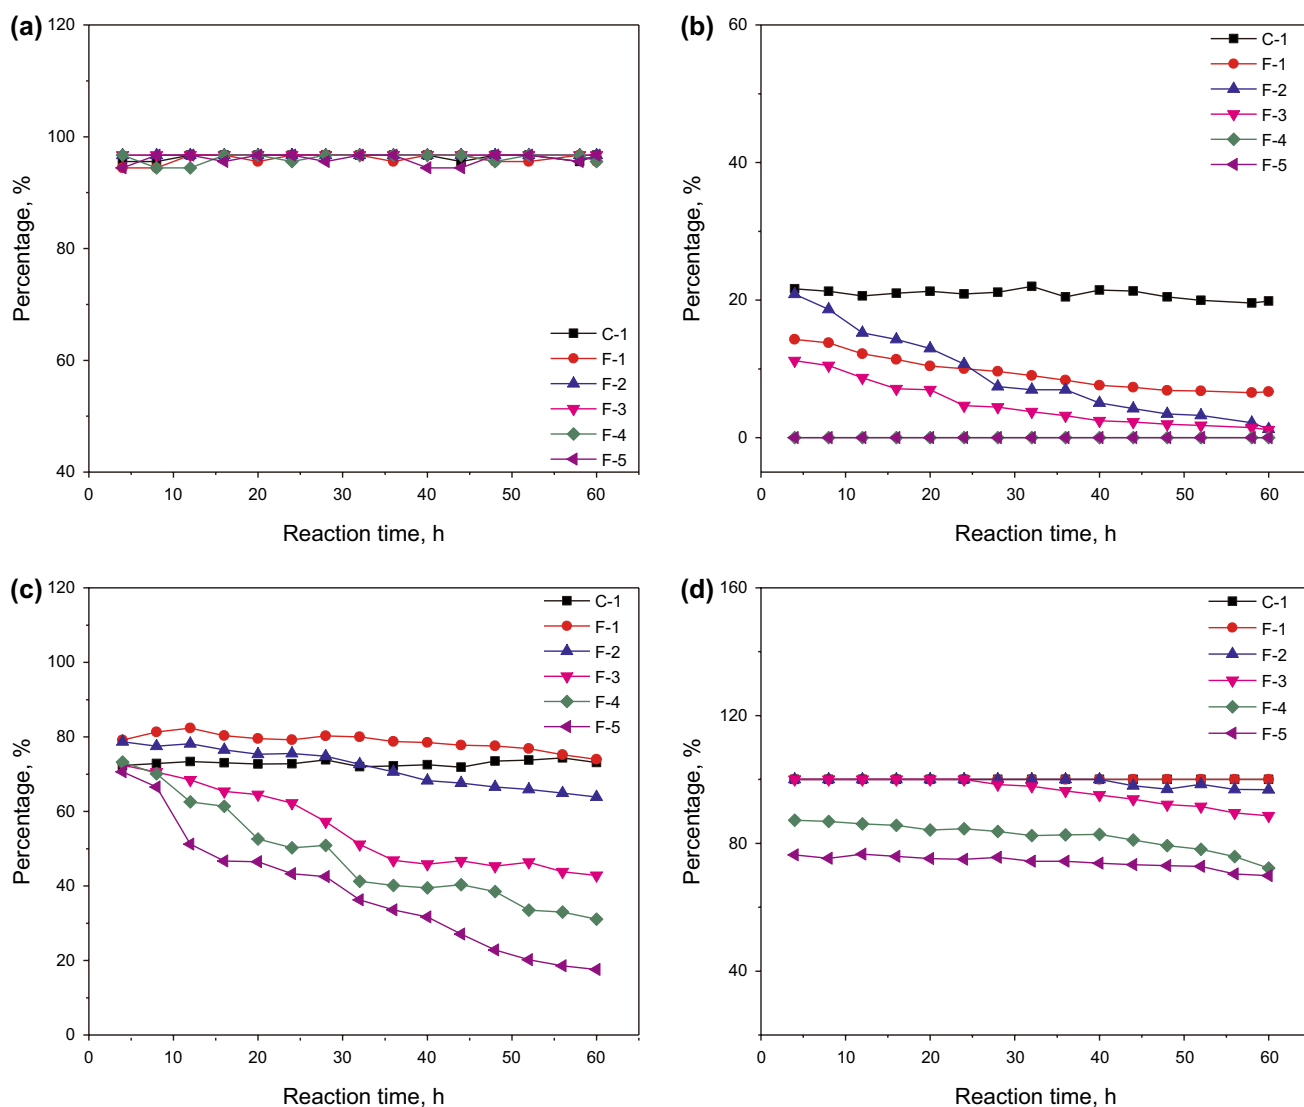 (a)
120
100
80
60
40
Percentage, %
C-1
F-1
F-2
F-3
F-4
F-5
0 10 20 30 40 50 60
Reaction time, h
(b)
60
40
20
0
Percentage, %
C-1
F-1
F-2
F-3
F-4
F-5
0 10 20 30 40 50 60
Reaction time, h
(c)
120
100
80
60
40
20
0
Percentage, %
C-1
F-1
F-2
F-3
F-4
F-5
0 10 20 30 40 50 60
Reaction time, h
(d)
160
120
80
40
Percentage, %
C-1
F-1
F-2
F-3
F-4
F-5
0 10 20 30 40 50 60
Reaction time, h